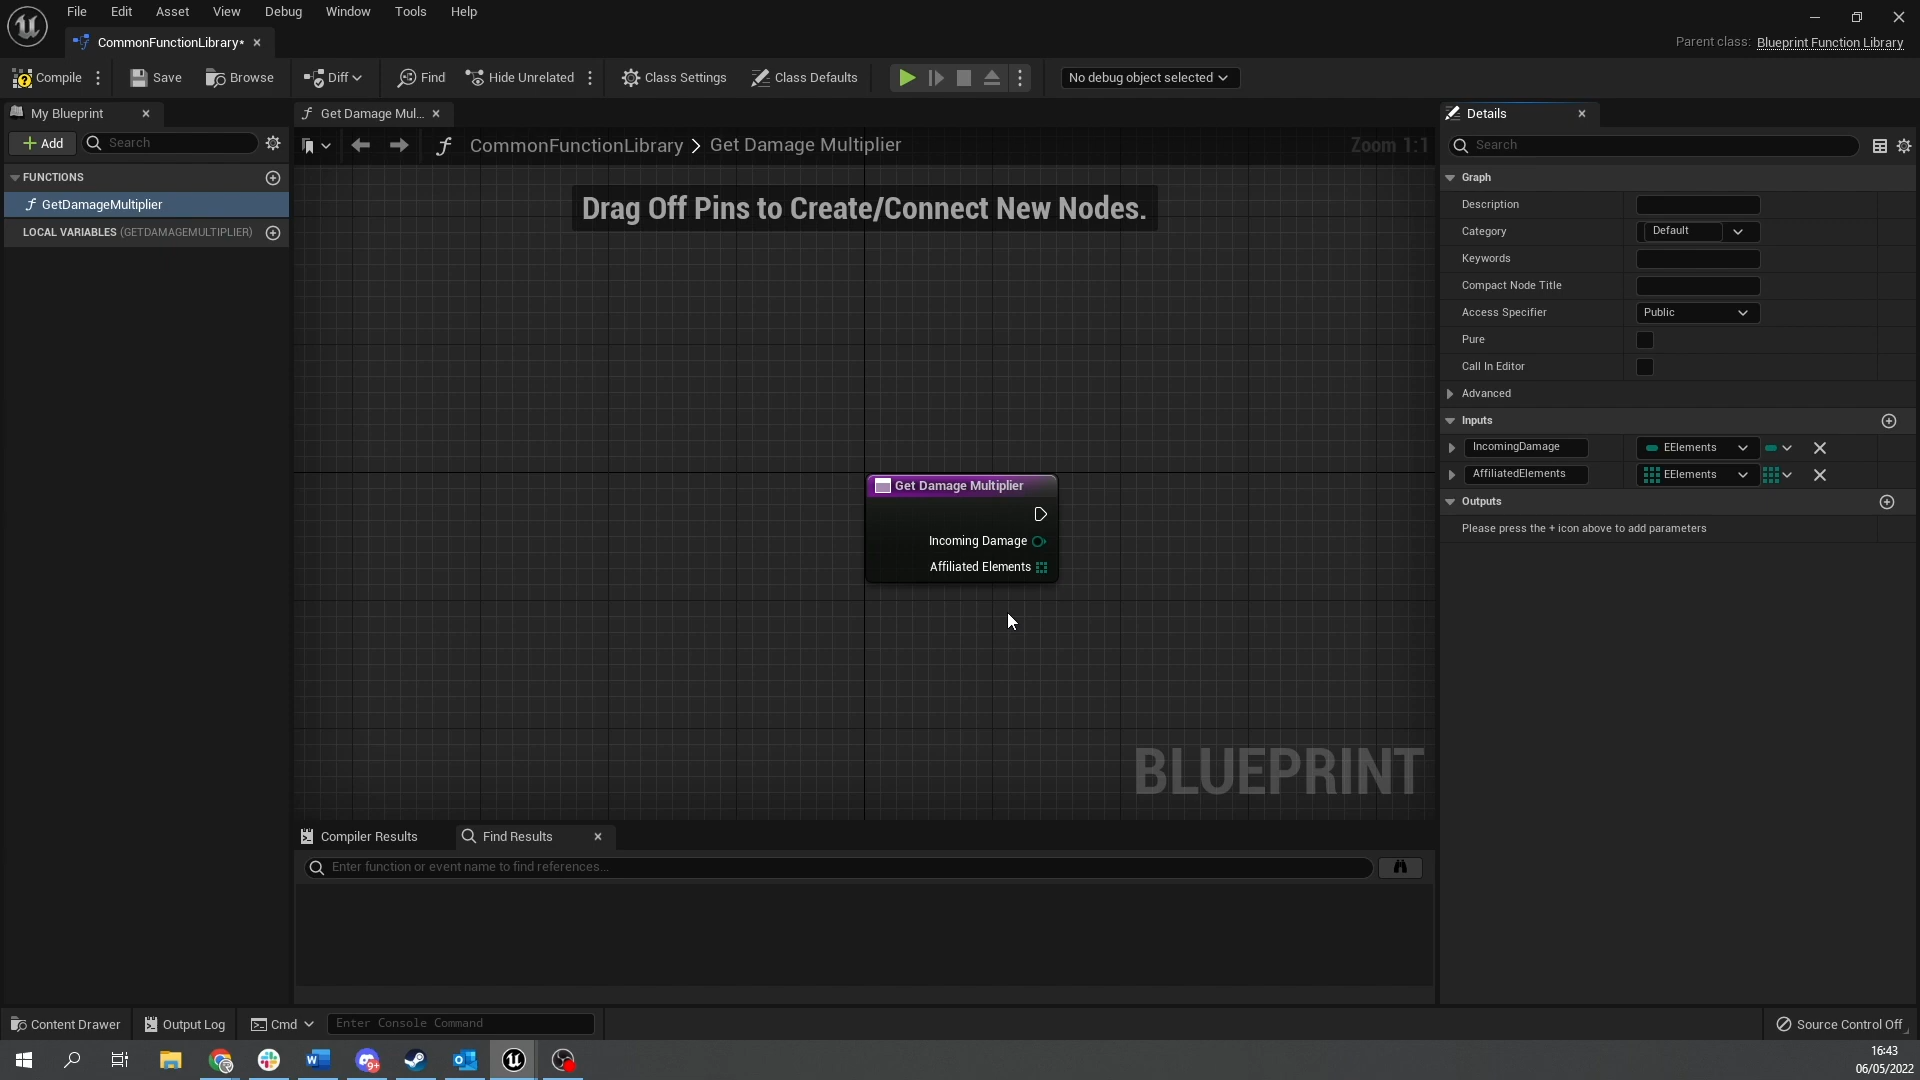 File Edit Asset View Debug Window Tools Help
CommonFunctionLibrary*
Parent class: Blueprint Function Library
Compile Save Browse Diff Find Hide Unrelated Class Settings Class Defaults No debug object selected
My Blueprint
Get Damage Mul...
Details
Add Search
CommonFunctionLibrary > Get Damage Multiplier
Zoom 1:1
Search
FUNCTIONS
GetDamageMultiplier
LOCAL VARIABLES (GETDAMAGEMULTIPLIER)
Drag Off Pins to Create/Connect New Nodes.
Get Damage Multiplier
Incoming Damage
Affiliated Elements
BLUEPRINT
Graph
Description
Category Default
Keywords
Compact Node Title
Access Specifier Public
Pure
Call In Editor
Advanced
Inputs
IncomingDamage EElements
AffiliatedElements EElements
Outputs
Please press the + icon above to add parameters
Compiler Results Find Results
Enter function or event name to find references...
Content Drawer Output Log Cmd Enter Console Command Source Control Off
9+
16:43
06/05/2022